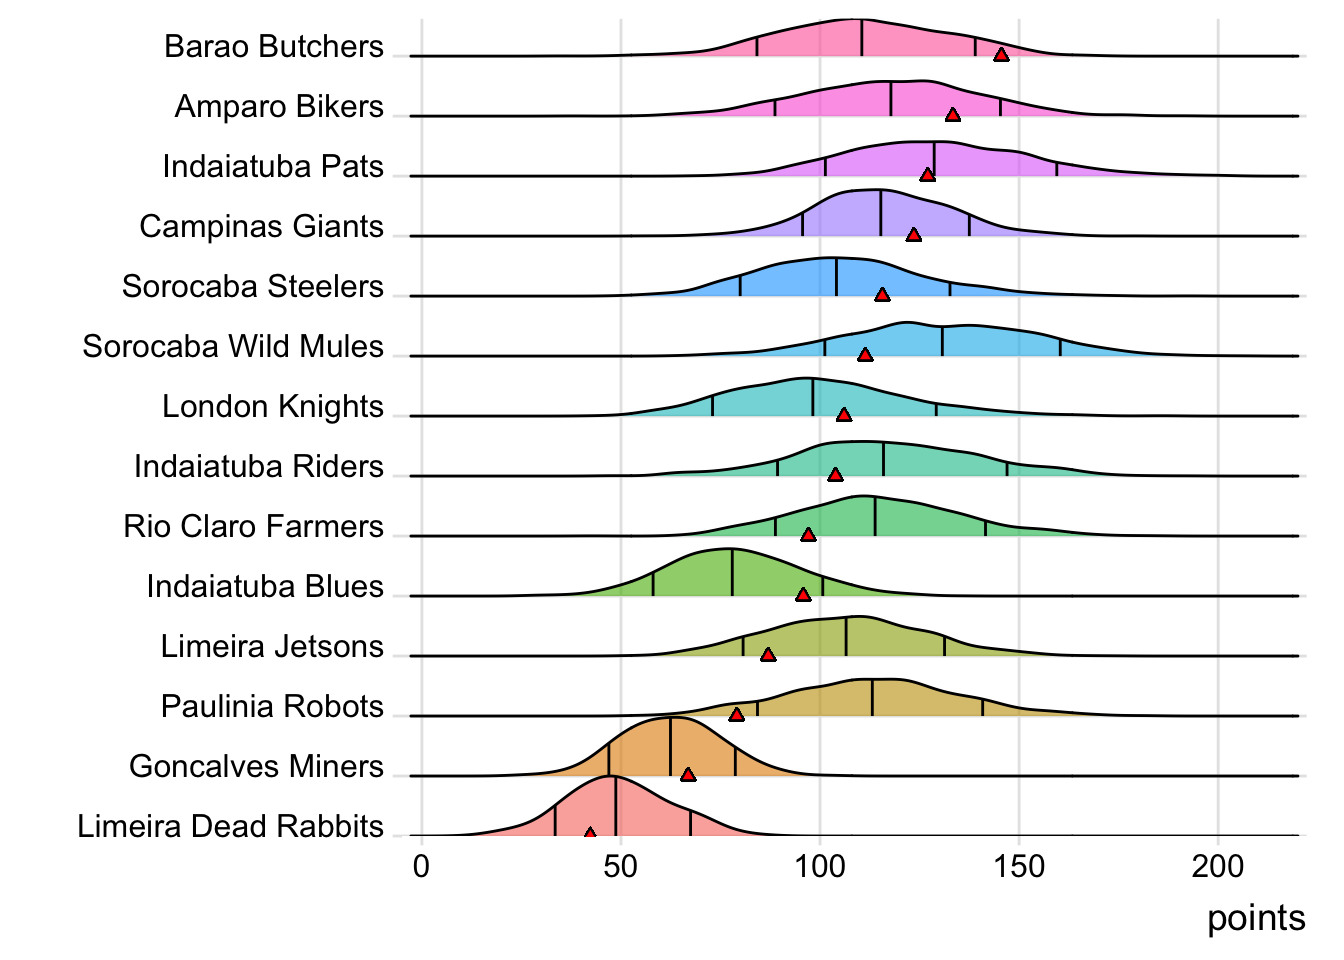 Barao Butchers
Amparo Bikers
Indaiatuba Pats
Campinas Giants
Sorocaba Steelers
Sorocaba Wild Mules
London Knights
Indaiatuba Riders
Rio Claro Farmers
Indaiatuba Blues
Limeira Jetsons
Paulinia Robots
Goncalves Miners
Limeira Dead Rabbits
0 50 100 150 200
points